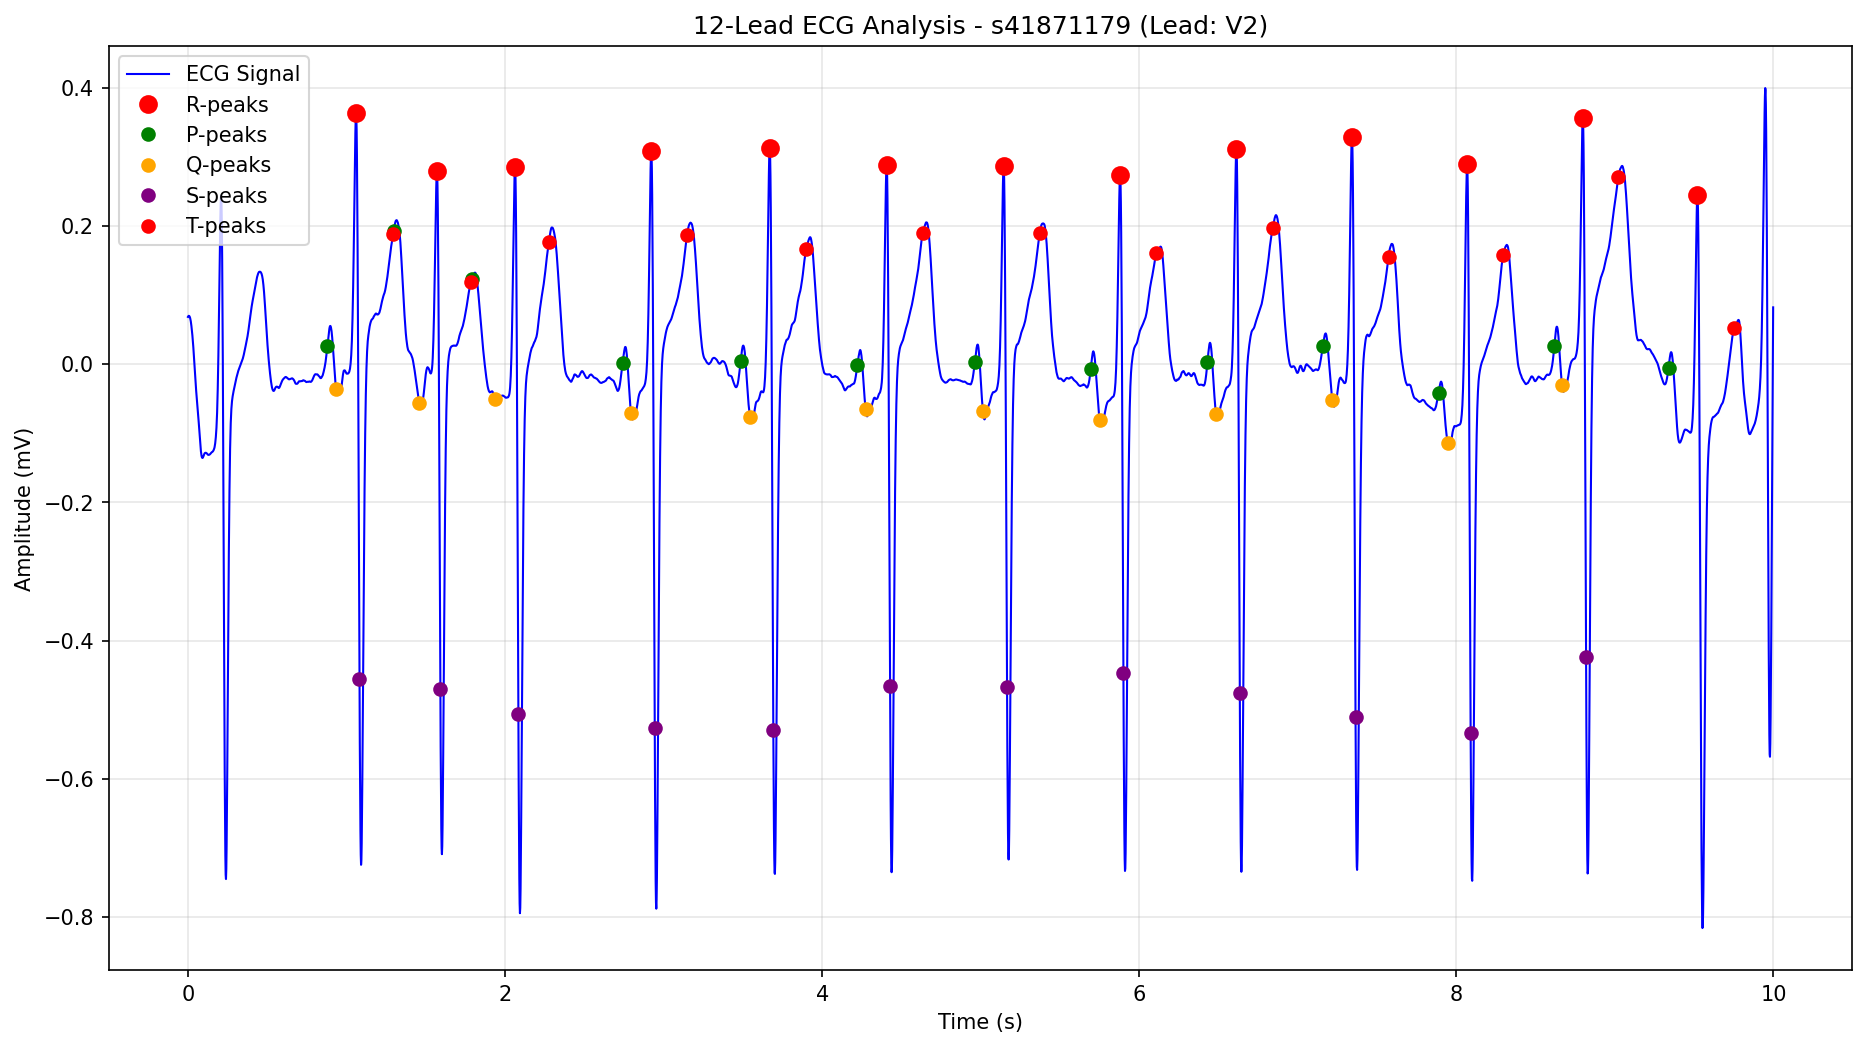 12-Lead ECG Analysis - s41871179 (Lead: V2)
ECG Signal
R-peaks
P-peaks
Q-peaks
S-peaks
T-peaks
Amplitude (mV)
0.4
0.2
0.0
−0.2
−0.4
−0.6
−0.8
0 2 4 6 8 10
Time (s)